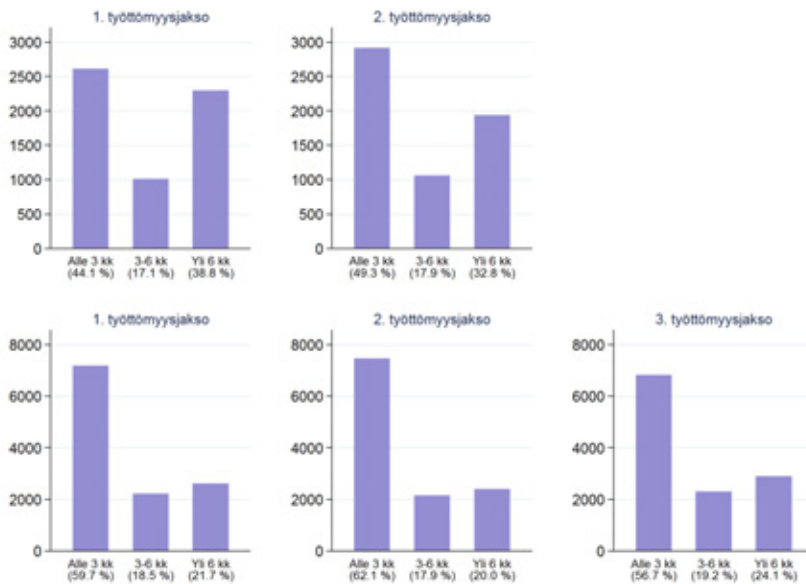 1. työttömyysjakso
3000
2500
2000
1500
1000
500
0
Alle 3 kk 3-6 kk Yli 6 kk
(44.1 %) (17.1 %) (38.8 %)
2. työttömyysjakso
3000
2500
2000
1500
1000
500
0
Alle 3 kk 3-6 kk Yli 6 kk
(49.3 %) (17.9 %) (32.8 %)
1. työttömyysjakso
8000
6000
4000
2000
0
Alle 3 kk 3-6 kk Yli 6 kk
(59.7 %) (18.5 %) (21.7 %)
2. työttömyysjakso
8000
6000
4000
2000
0
Alle 3 kk 3-6 kk Yli 6 kk
(62.1 %) (17.9 %) (20.0 %)
3. työttömyysjakso
8000
6000
4000
2000
0
Alle 3 kk 3-6 kk Yli 6 kk
(56.7 %) (19.2 %) (24.1 %)